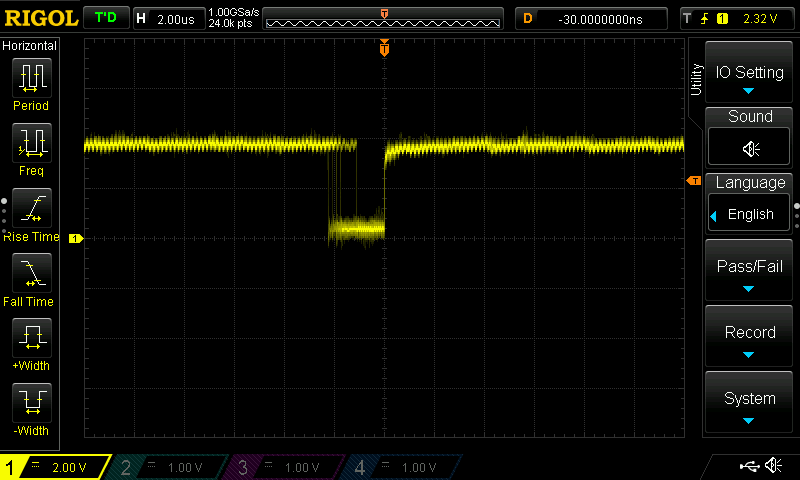 RIGOL T'D H 2.00us 1.00GSa/s
24.0k pts T D -30.0000000ns T 1 2.32 V
Horizontal
T
Period
Freq
Rise Time
Fall Time
+Width
-Width
1
T
Utility
IO Setting
Sound
Language
English
Pass/Fail
Record
System
1 2.00 V 2 1.00 V 3 1.00 V 4 1.00 V